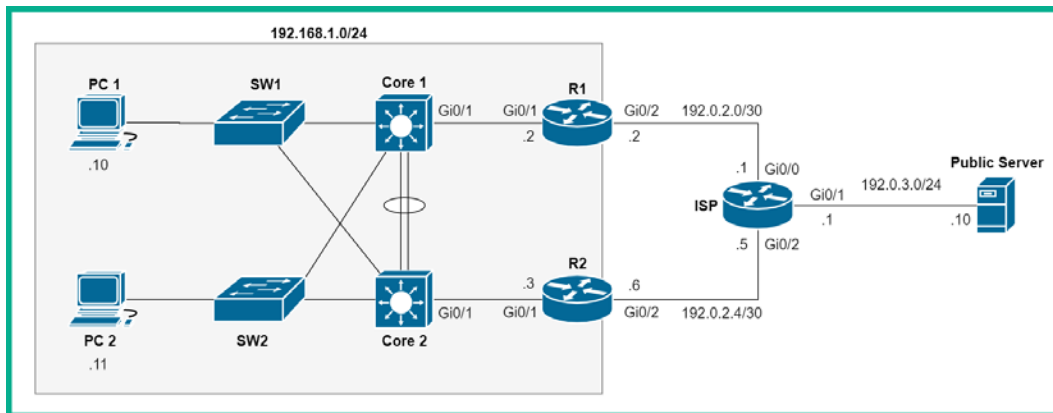 192.168.1.0/24
PC 1
SW1
Core 1
R1
Gi0/1
Gi0/1
Gi0/2
192.0.2.0/30
.10
.2
.2
.1
Gi0/0
Public Server
ISP
Gi0/1
192.0.3.0/24
.1
.10
.5
Gi0/2
R2
.3
.6
Gi0/1
Gi0/1
Gi0/2
192.0.2.4/30
PC 2
SW2
Core 2
.11